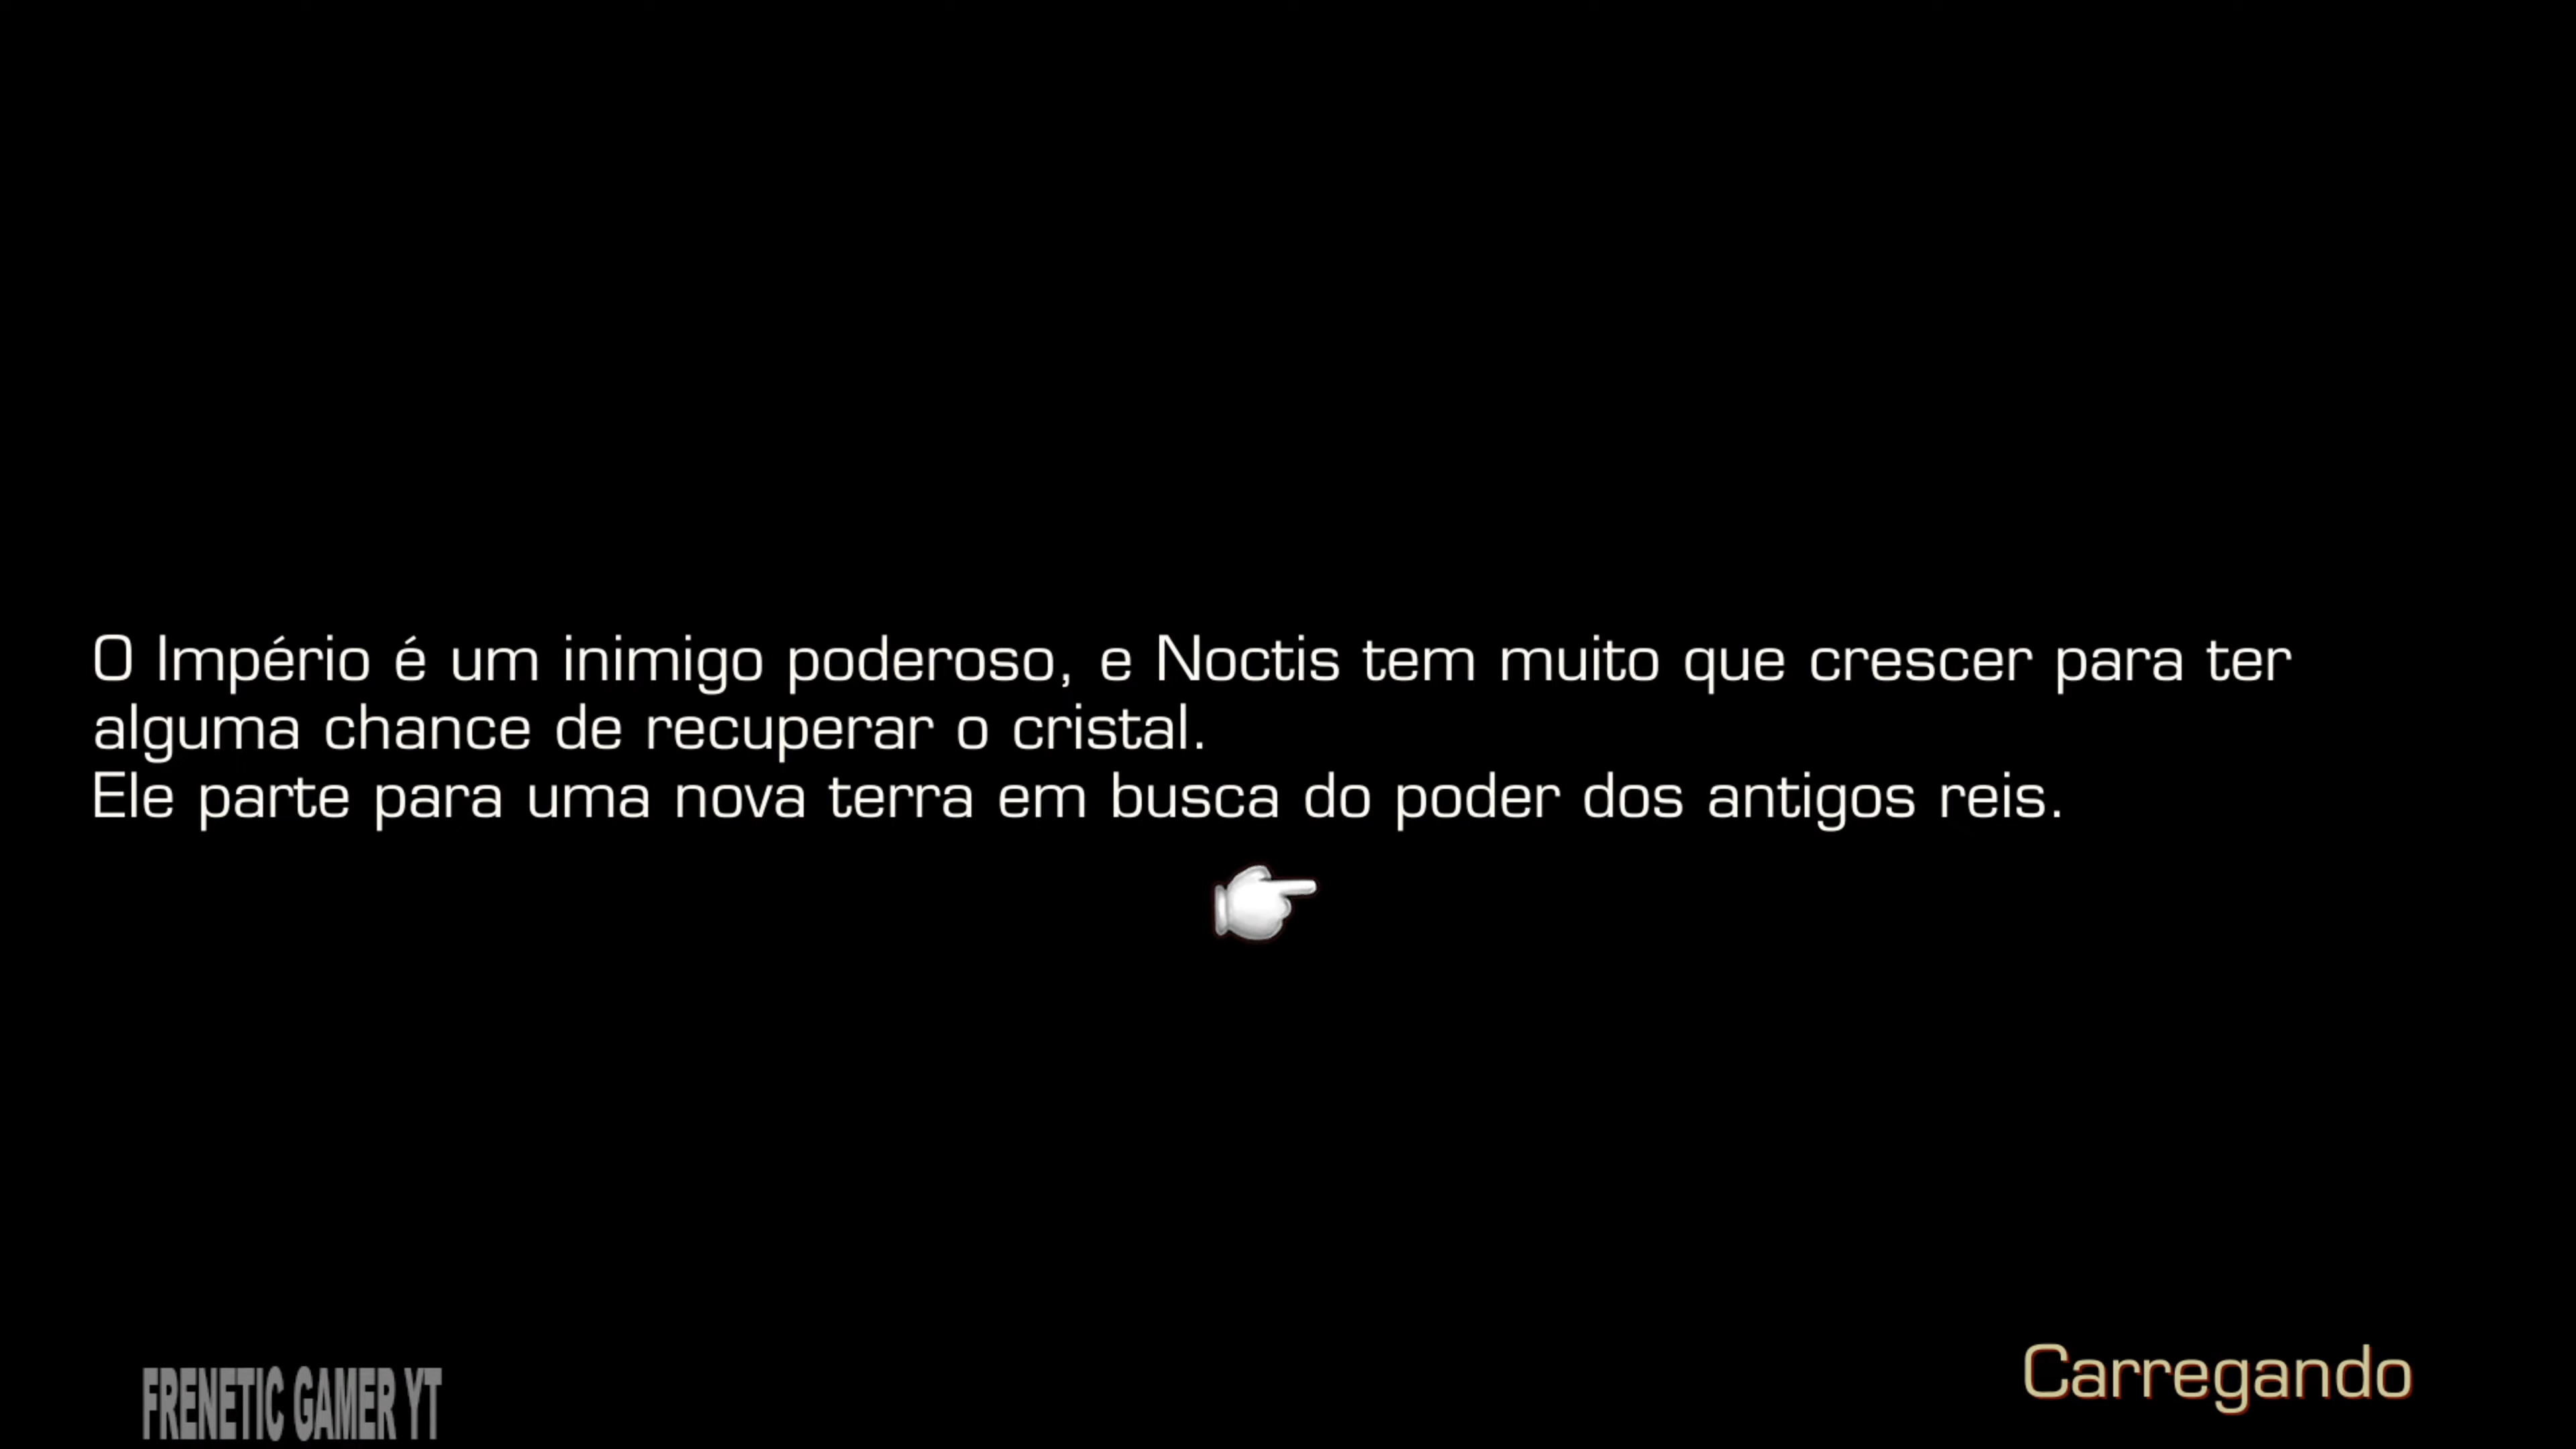 O Império é um inimigo poderoso, e Noctis tem muito que crescer para ter
alguma chance de recuperar o cristal.
Ele parte para uma nova terra em busca do poder dos antigos reis.
Carregando
FRENETIC GAMER YT